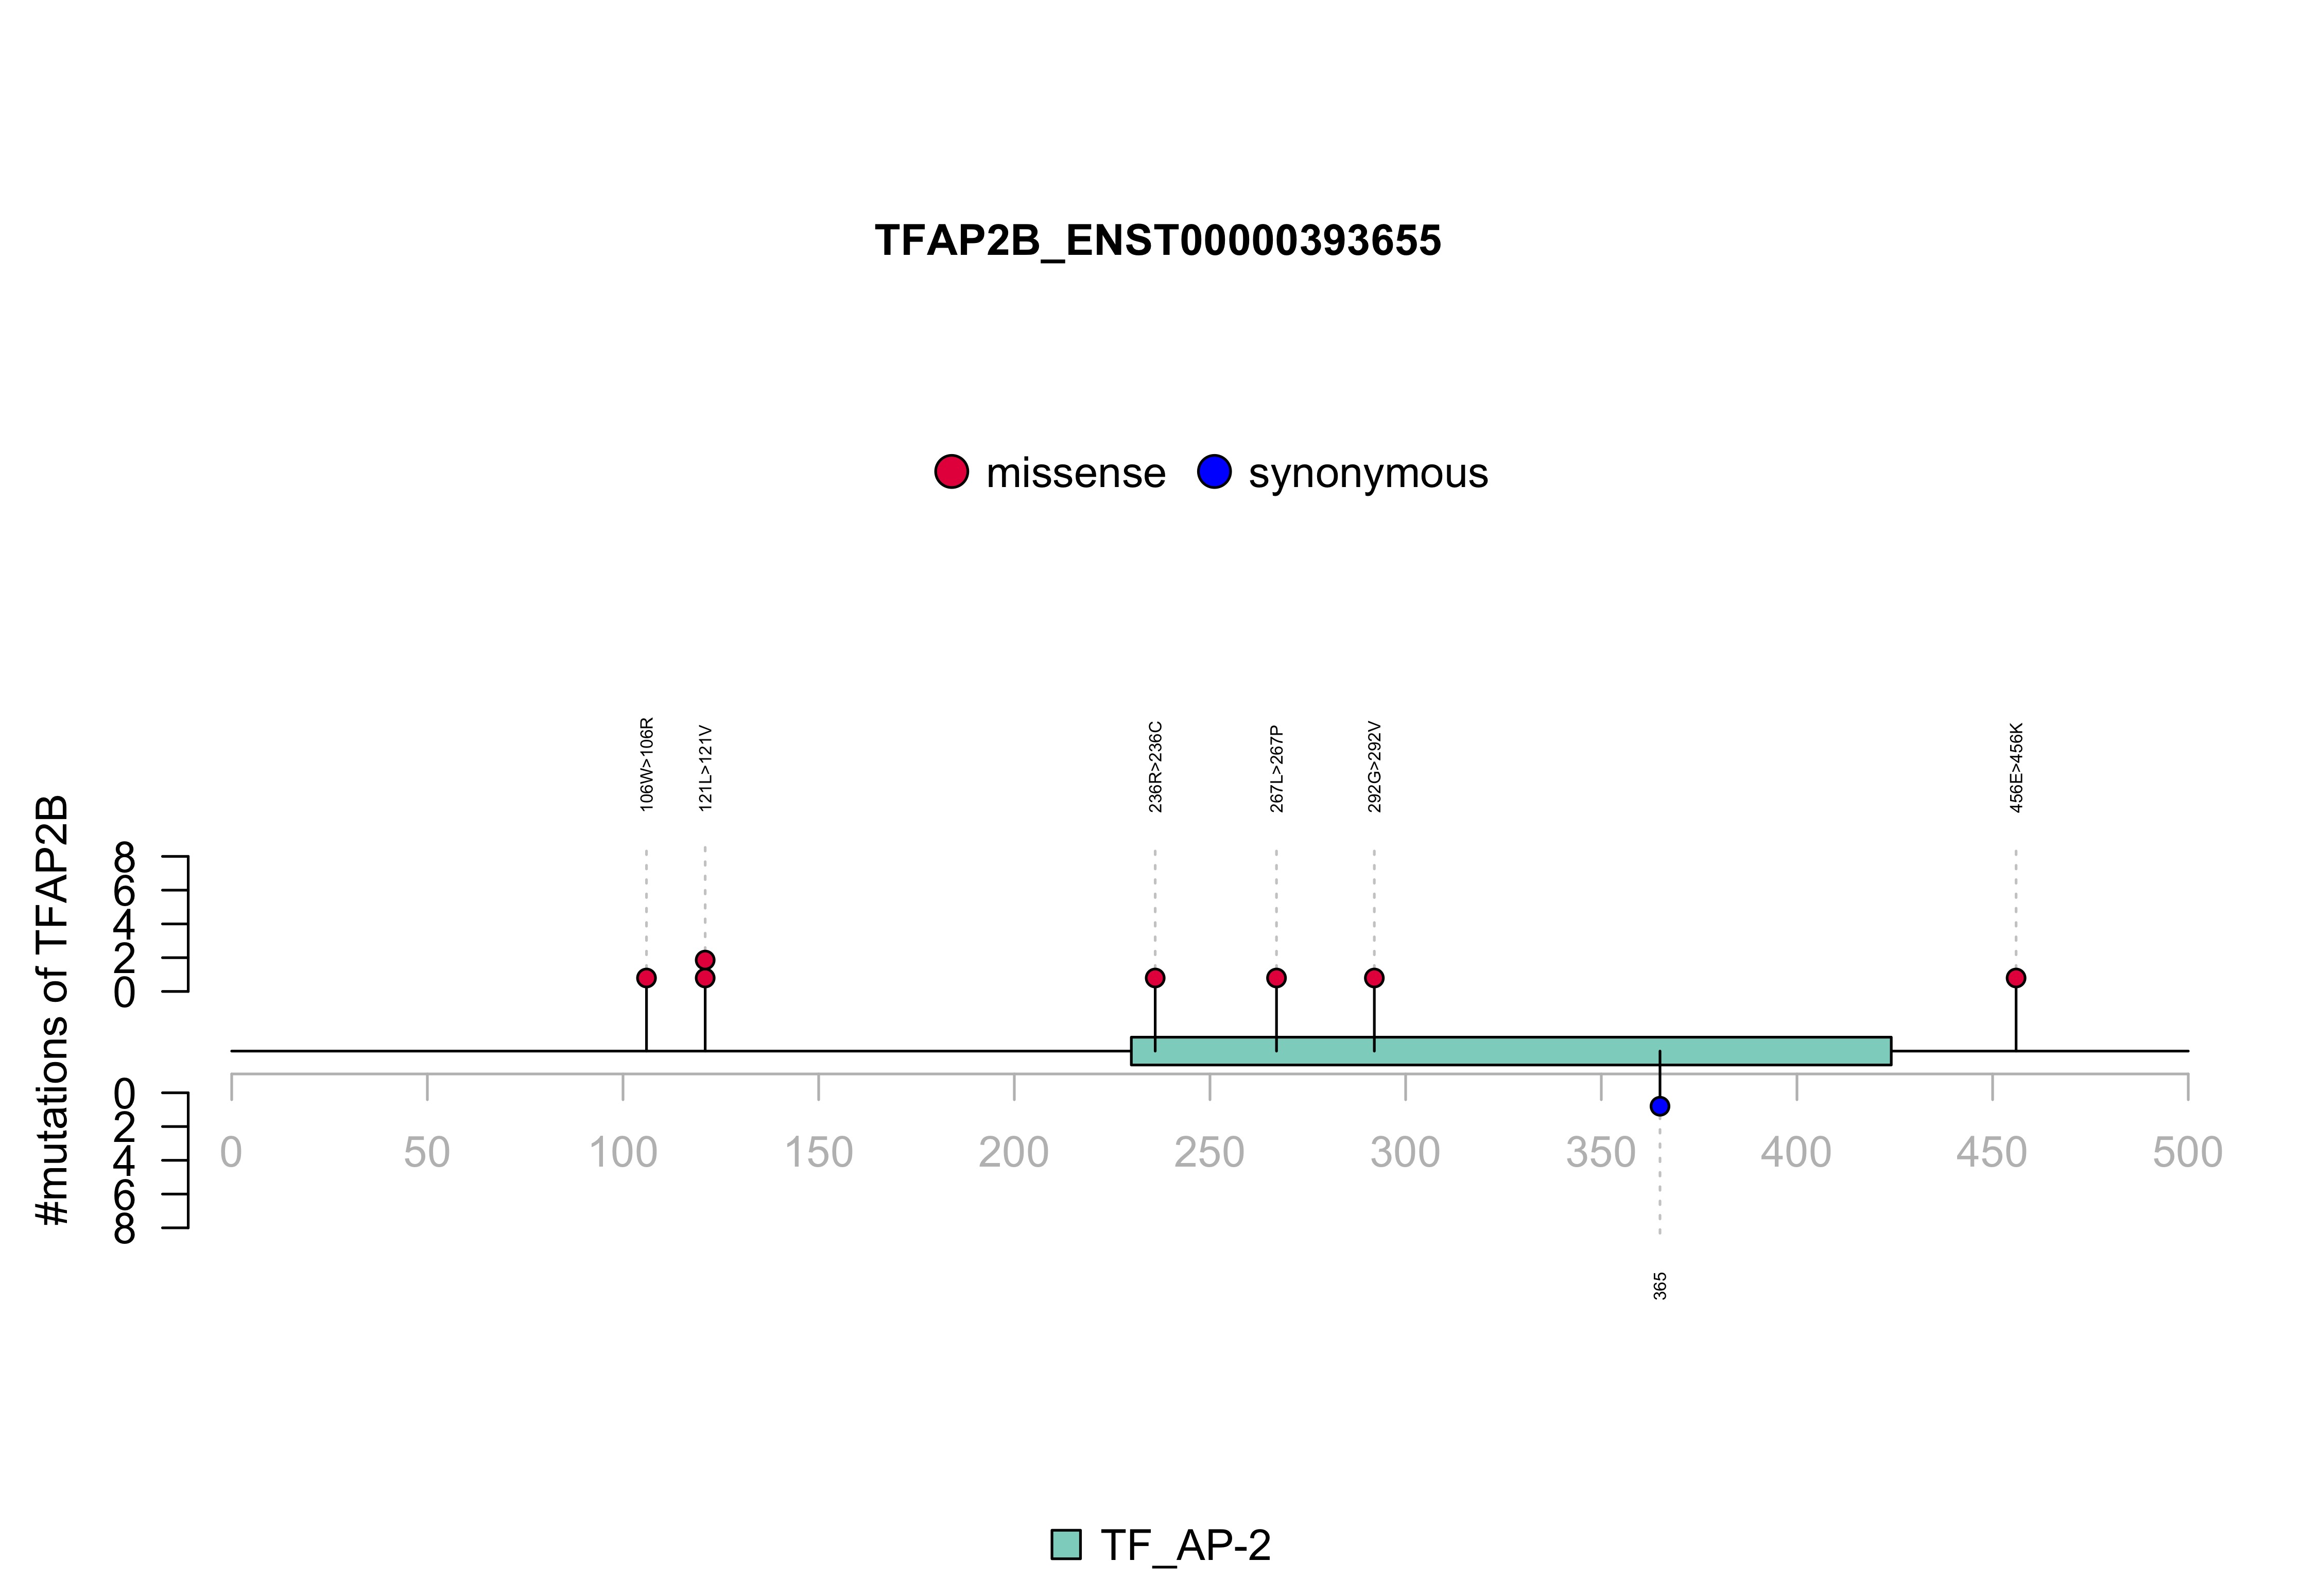 TFAP2B_ENST00000393655
missense synonymous
106W>106R 121L>121V 236R>236C 267L>267P 292G>292V 456E>456K
#mutations of TFAP2B
8
6
4
2
0
0
2
4
6
8
0 50 100 150 200 250 300 350 400 450 500
365
TF_AP-2